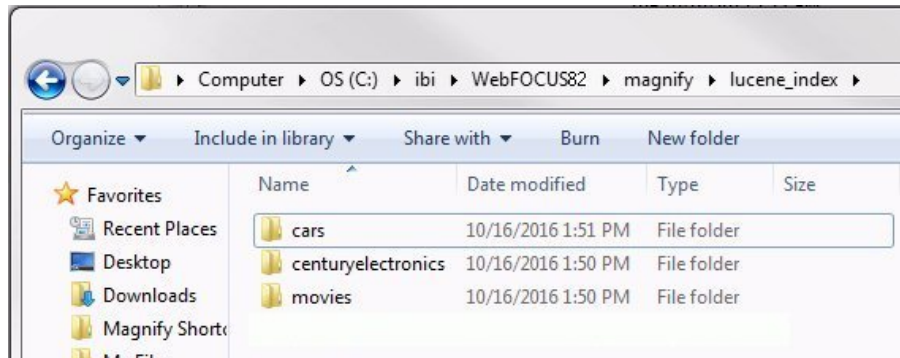 Computer ▸ OS (C:) ▸ ibi ▸ WebFOCUS82 ▸ magnify ▸ lucene_index ▸
Organize ▾ Include in library ▾ Share with ▾ Burn New folder
Favorites
Recent Places
Desktop
Downloads
Magnify Short
Name Date modified Type Size
cars 10/16/2016 1:51 PM File folder
centuryelectronics 10/16/2016 1:50 PM File folder
movies 10/16/2016 1:50 PM File folder